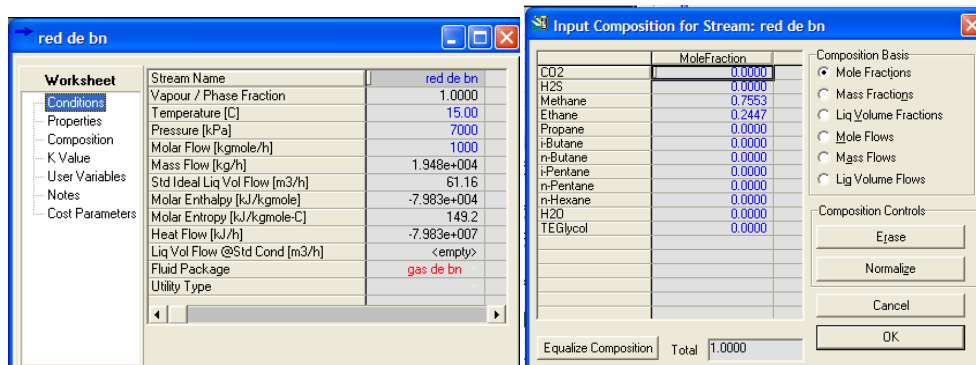 red de bn
Worksheet
Conditions
Properties
Composition
K Value
User Variables
Notes
Cost Parameters
Stream Name red de bn
Vapour / Phase Fraction 1.0000
Temperature [C] 15.00
Pressure [kPa] 7000
Molar Flow [kgmole/h] 1000
Mass Flow [kg/h] 1.948e+004
Std Ideal Liq Vol Flow [m3/h] 61.16
Molar Enthalpy [kJ/kgmole] -7.983e+004
Molar Entropy [kJ/kgmole-C] 149.2
Heat Flow [kJ/h] -7.983e+007
Liq Vol Flow @Std Cond [m3/h] <empty>
Fluid Package gas de bn
Utility Type
Input Composition for Stream: red de bn
MoleFraction
CO2 0.0000
H2S 0.0000
Methane 0.7553
Ethane 0.2447
Propane 0.0000
i-Butane 0.0000
n-Butane 0.0000
i-Pentane 0.0000
n-Pentane 0.0000
n-Hexane 0.0000
H2O 0.0000
TEGlycol 0.0000
Equalize Composition Total 1.0000
Composition Basis
Mole Fractions
Mass Fractions
Liq Volume Fractions
Mole Flows
Mass Flows
Liq Volume Flows
Composition Controls
Erase
Normalize
Cancel
OK